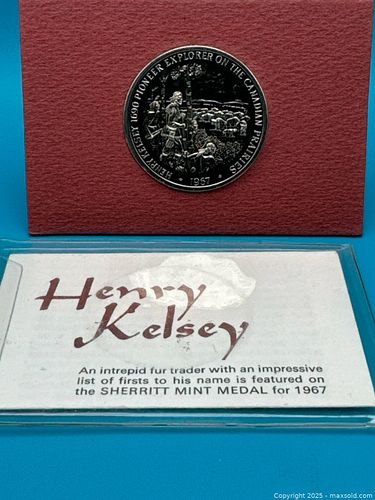 HENRY KELSEY 1690 PIONEER EXPLORER ON THE CANADIAN PRAIRIES
• 1967 •
Henry
Kelsey
An intrepid fur trader with an impressive
list of firsts to his name is featured on
the SHERRITT MINT MEDAL for 1967
Copyright 2025 - maxsold.com